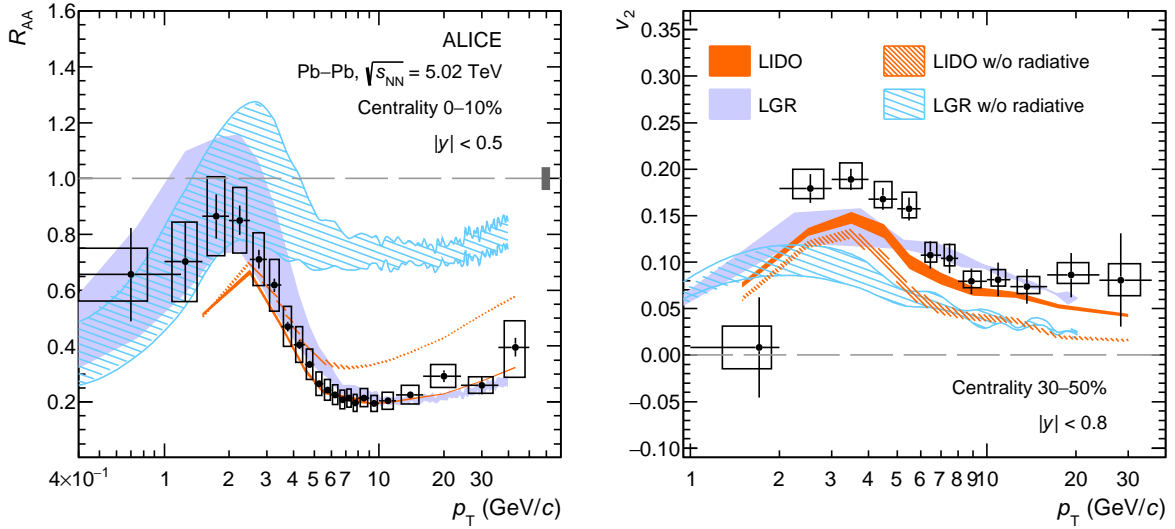 R_AA
1.6
1.4
1.2
1.0
0.8
0.6
0.4
0.2
ALICE
Pb–Pb, √s_NN = 5.02 TeV
Centrality 0–10%
|y| < 0.5
4×10⁻¹ 1 2 3 4 5 6 7 10 20 30
p_T (GeV/c)
v_2
0.35
0.30
0.25
0.20
0.15
0.10
0.05
0.00
−0.05
−0.10
LIDO
LIDO w/o radiative
LGR
LGR w/o radiative
Centrality 30–50%
|y| < 0.8
1 2 3 4 5 6 7 8 9 10 20 30
p_T (GeV/c)